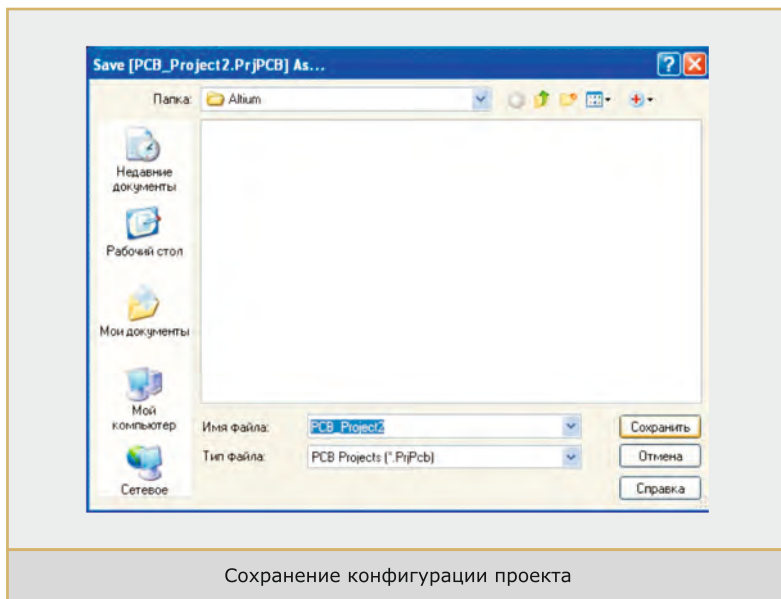 Save [PCB_Project2.PrjPCB] As...
Папка: Altium
Недавние
документы
Рабочий стол
Мои документы
Мой
компьютер
Сетевое
Имя файла: PCB_Project2 Сохранить
Тип файла: PCB Projects (*.PrjPcb) Отмена
Справка
Сохранение конфигурации проекта